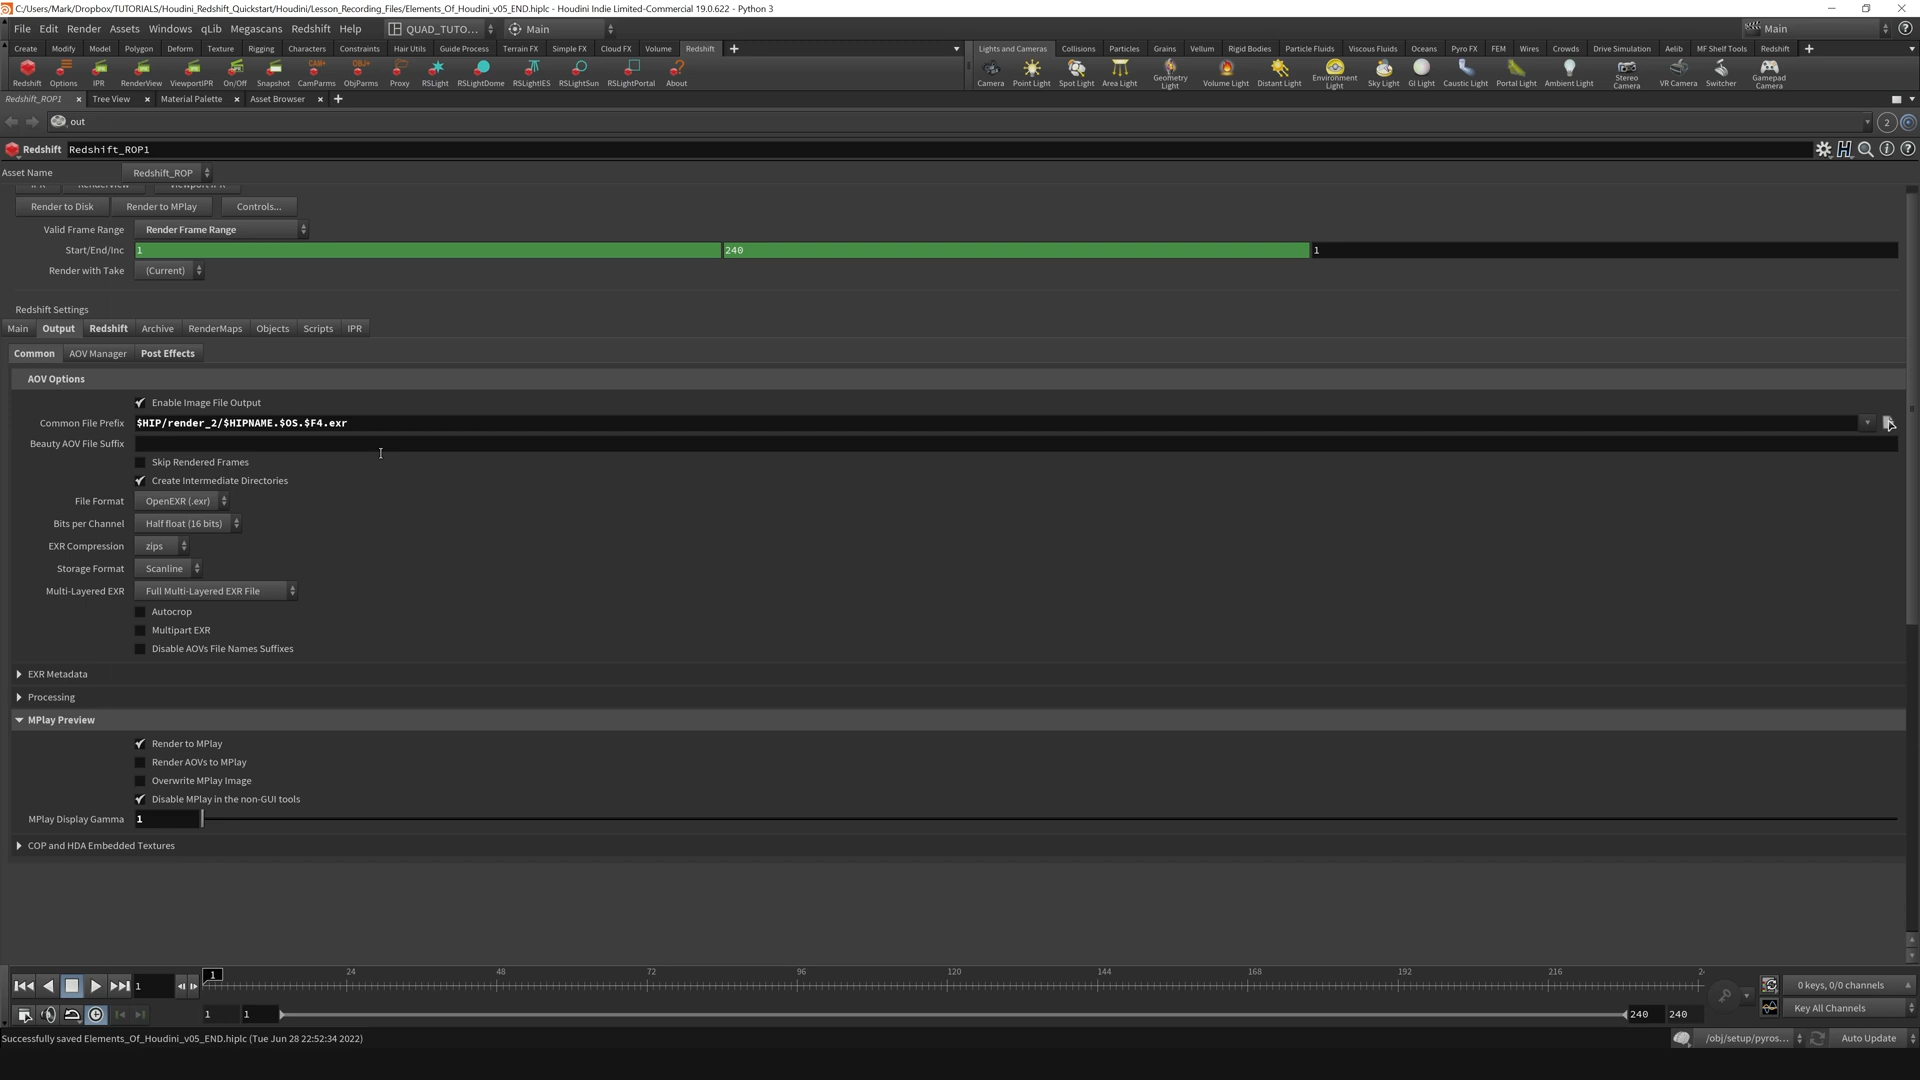 C:/Users/Mark/Dropbox/TUTORIALS/Houdini_Redshift_Quickstart/Houdini/Lesson_Recording_Files/Elements_Of_Houdini_v05_END.hiplc - Houdini Indie Limited-Commercial 19.0.622 - Python 3
File Edit Render Assets Windows qLib Megascans Redshift Help QUAD_TUTO... Main Main
Create Modify Model Polygon Deform Texture Rigging Characters Constraints Hair Utils Guide Process Terrain FX Simple FX Cloud FX Volume Redshift Lights and Cameras Collisions Particles Grains Vellum Rigid Bodies Particle Fluids Viscous Fluids Oceans Pyro FX FEM Wires Crowds Drive Simulation Aelib MF Shelf Tools Redshift
Redshift Options IPR RenderView ViewportIPR On/Off Snapshot CamParms ObjParms Proxy RSLight RSLightDome RSLightIES RSLightSun RSLightPortal About Camera Point Light Spot Light Area Light Geometry Light Volume Light Distant Light Environment Light Sky Light GI Light Caustic Light Portal Light Ambient Light Stereo Camera VR Camera Switcher Gamepad Camera
Redshift_ROP1 Tree View Material Palette Asset Browser
out 2
Redshift Redshift_ROP1
Asset Name Redshift_ROP
IPR RenderView Viewport IPR
Render to Disk Render to MPlay Controls...
Valid Frame Range Render Frame Range
Start/End/Inc 1 240 1
Render with Take (Current)
Redshift Settings
Main Output Redshift Archive RenderMaps Objects Scripts IPR
Common AOV Manager Post Effects
AOV Options
Enable Image File Output
Common File Prefix $HIP/render_2/$HIPNAME.$OS.$F4.exr
Beauty AOV File Suffix
Skip Rendered Frames
Create Intermediate Directories
File Format OpenEXR (.exr)
Bits per Channel Half float (16 bits)
EXR Compression zips
Storage Format Scanline
Multi-Layered EXR Full Multi-Layered EXR File
Autocrop
Multipart EXR
Disable AOVs File Names Suffixes
EXR Metadata
Processing
MPlay Preview
Render to MPlay
Render AOVs to MPlay
Overwrite MPlay Image
Disable MPlay in the non-GUI tools
MPlay Display Gamma 1
COP and HDA Embedded Textures
1 24 48 72 96 120 144 168 192 216 2
1 0 keys, 0/0 channels
1 1 240 240 Key All Channels
Successfully saved Elements_Of_Houdini_v05_END.hiplc (Tue Jun 28 22:52:34 2022) /obj/setup/pyros... Auto Update